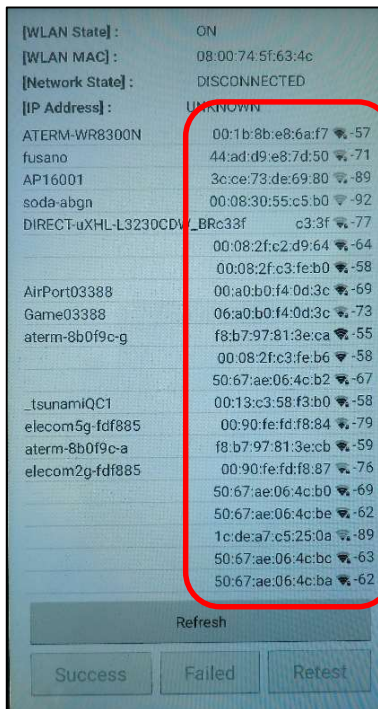 [WLAN State] : ON
[WLAN MAC] : 08:00:74:5f:63:4c
[Network State] : DISCONNECTED
[IP Address] : UNKNOWN
ATERM-WR8300N 00:1b:8b:e8:6a:f7 -57
fusano 44:ad:d9:e8:7d:50 -71
AP16001 3c:ce:73:de:69:80 -89
soda-abgn 00:08:30:55:c5:b0 -92
DIRECT-uXHL-L3230CDW_BRc33f c3:3f -77
00:08:2f:c2:d9:64 -64
00:08:2f:c3:fe:b0 -58
AirPort03388 00:a0:b0:f4:0d:3c -69
Game03388 06:a0:b0:f4:0d:3c -73
aterm-8b0f9c-g f8:b7:97:81:3e:ca -55
00:08:2f:c3:fe:b6 -58
50:67:ae:06:4c:b2 -67
_tsunamiQC1 00:13:c3:58:f3:b0 -58
elecom5g-fdf885 00:90:fe:fd:f8:84 -79
aterm-8b0f9c-a f8:b7:97:81:3e:cb -59
elecom2g-fdf885 00:90:fe:fd:f8:87 -76
50:67:ae:06:4c:b0 -69
50:67:ae:06:4c:be -62
1c:de:a7:c5:25:0a -89
50:67:ae:06:4c:bc -63
50:67:ae:06:4c:ba -62
Refresh
Success Failed Retest